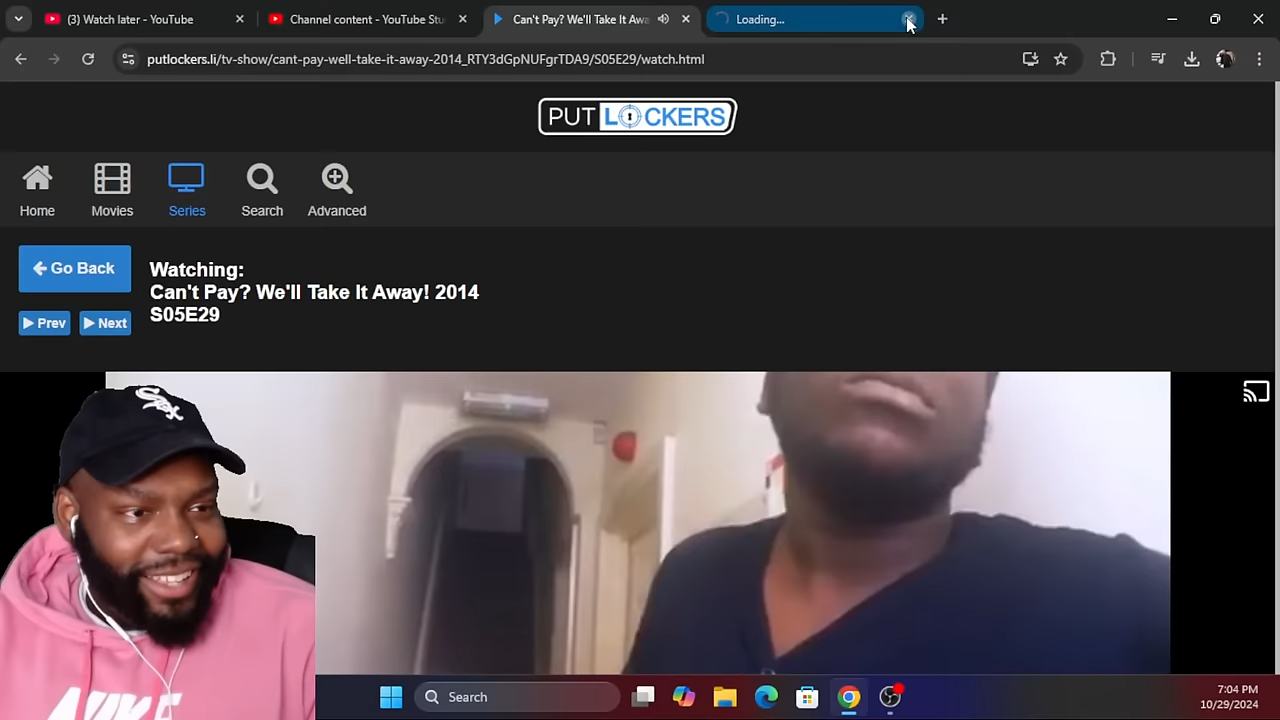 (3) Watch later - YouTube
Channel content - YouTube Stu
Can't Pay? We'll Take It Awa
Loading...
putlockers.li/tv-show/cant-pay-well-take-it-away-2014_RTY3dGpNUFgrTDA9/S05E29/watch.html
PUT LOCKERS
Home
Movies
Series
Search
Advanced
Go Back
Watching:
Can't Pay? We'll Take It Away! 2014
S05E29
Prev
Next
Sox
Search
7:04 PM
10/29/2024